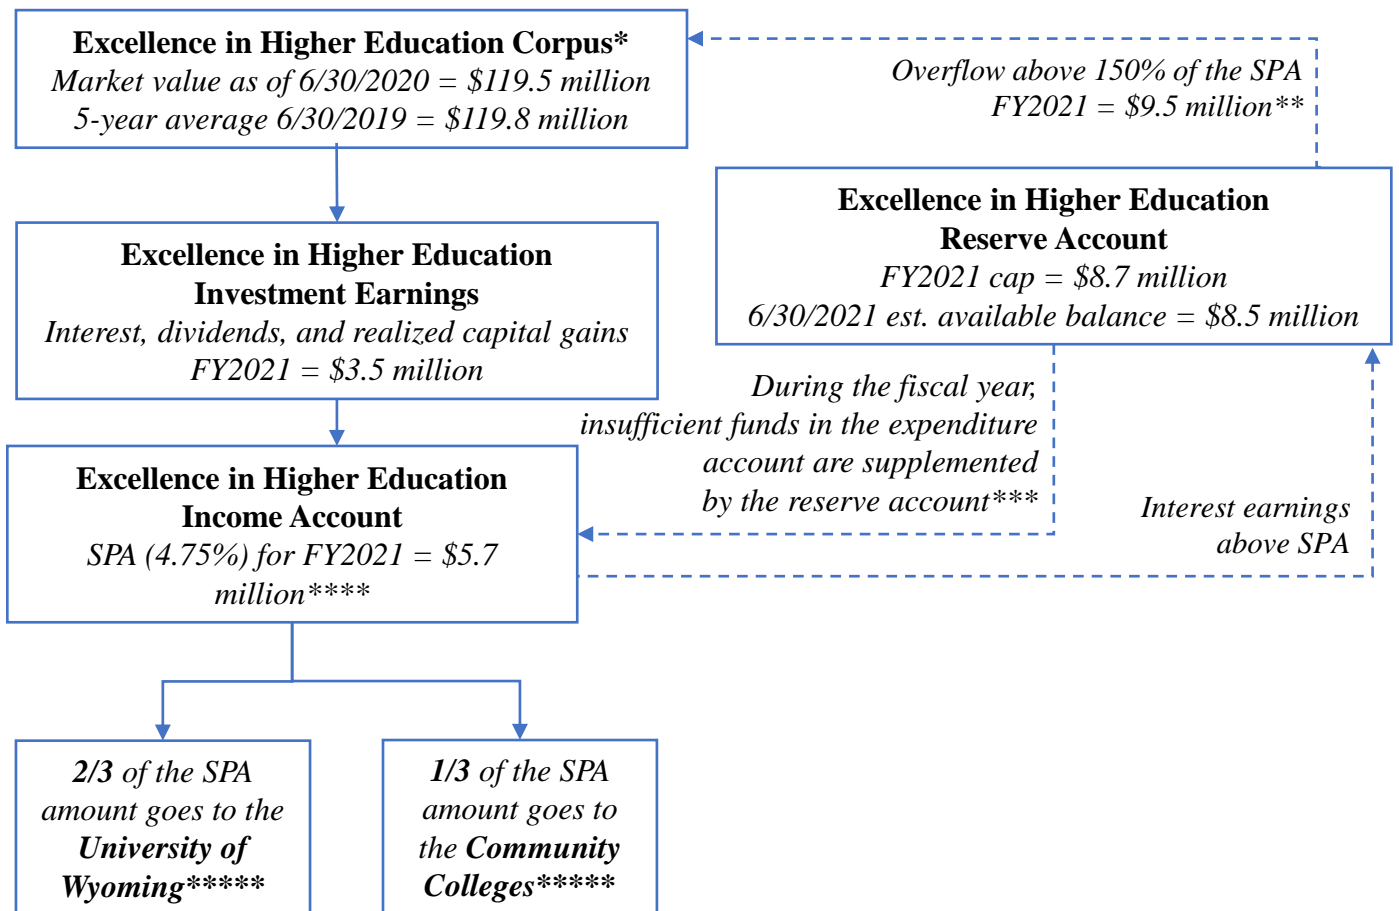 Excellence in Higher Education Corpus*
Market value as of 6/30/2020 = $119.5 million
5-year average 6/30/2019 = $119.8 million
Overflow above 150% of the SPA
FY2021 = $9.5 million**
Excellence in Higher Education
Reserve Account
FY2021 cap = $8.7 million
6/30/2021 est. available balance = $8.5 million
Excellence in Higher Education
Investment Earnings
Interest, dividends, and realized capital gains
FY2021 = $3.5 million
During the fiscal year,
insufficient funds in the expenditure
account are supplemented
by the reserve account***
Interest earnings
above SPA
Excellence in Higher Education
Income Account
SPA (4.75%) for FY2021 = $5.7
million****
2/3 of the SPA
amount goes to the
University of
Wyoming*****
1/3 of the SPA
amount goes to
the Community
Colleges*****